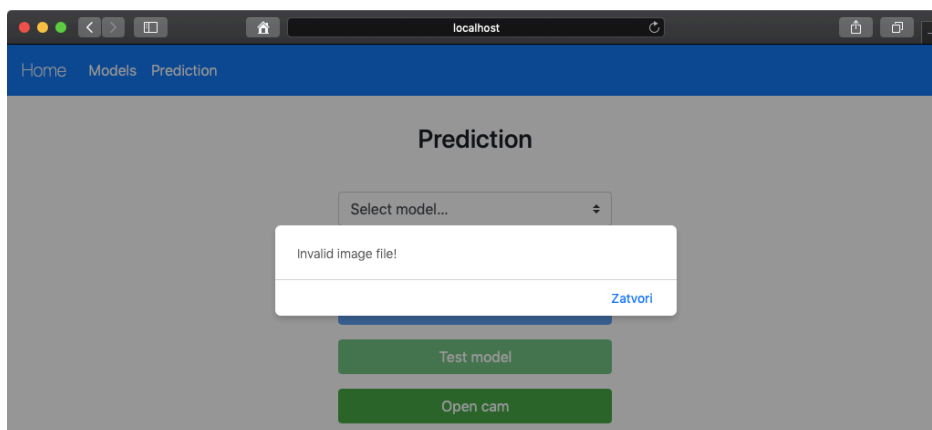 localhost
Home Models Prediction
Prediction
Select model...
Invalid image file!
Zatvori
Test model
Open cam